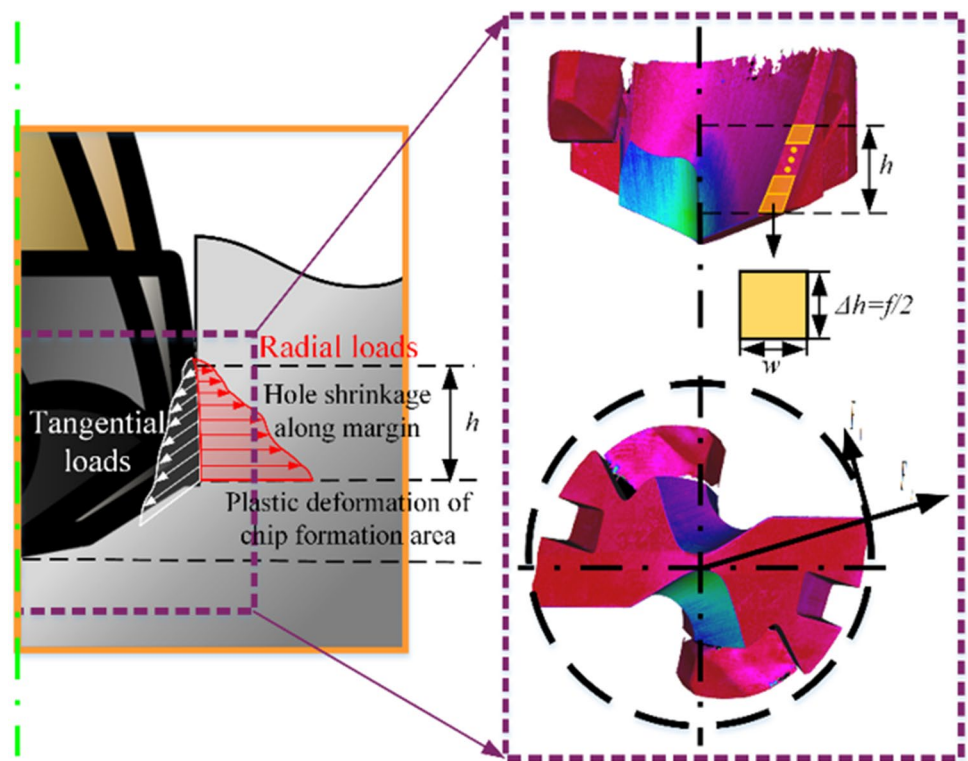 Radial loads
Hole shrinkage
along margin
Tangential
loads
h
Plastic deformation of
chip formation area
h
Δh=f/2
w